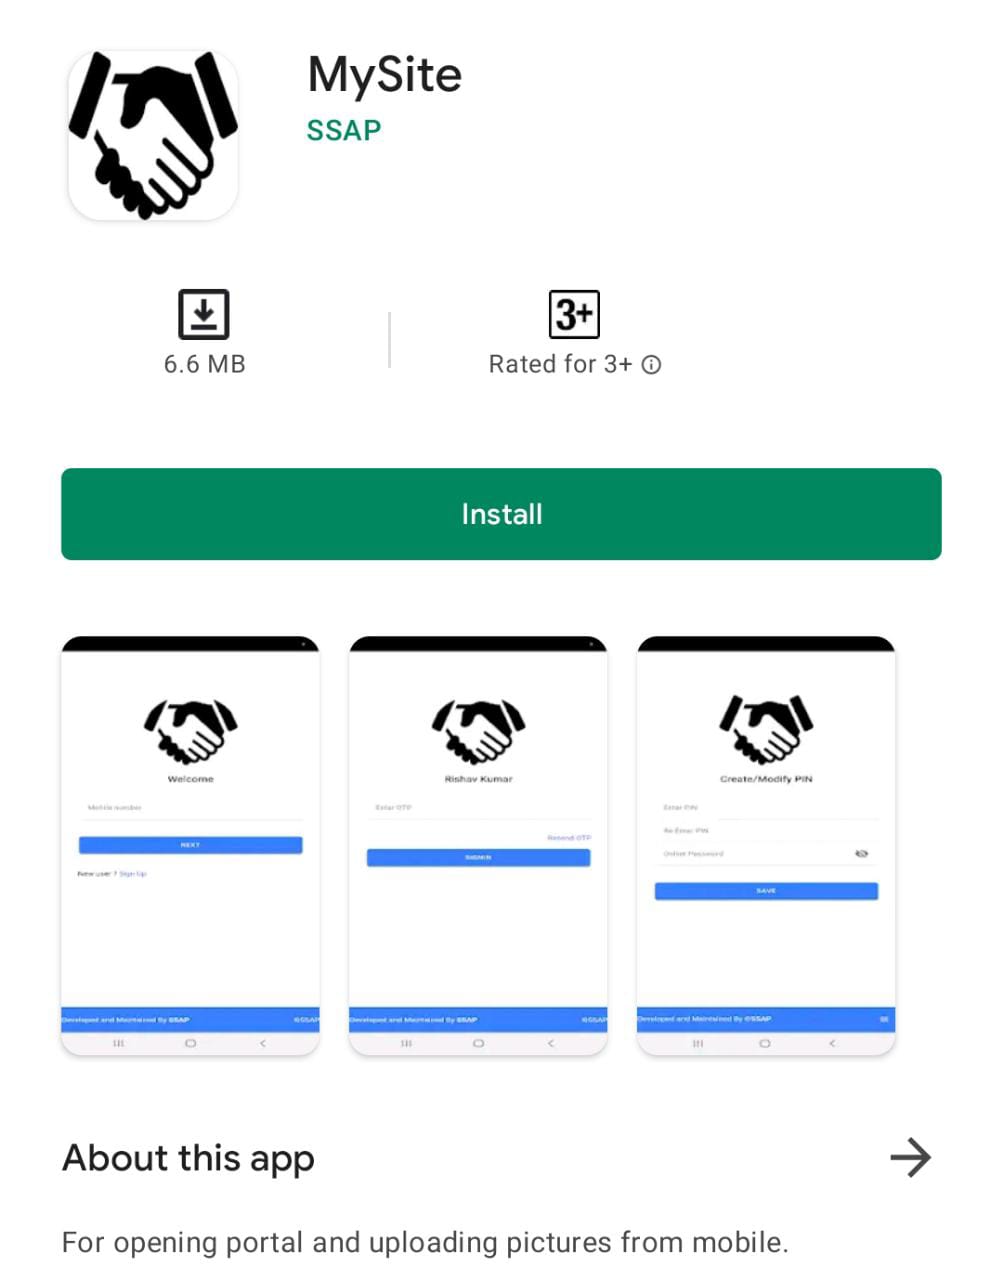 MySite
SSAP
3+
6.6 MB
Rated for 3+
Install
Welcome
Mobile number
NEXT
New user ? Sign Up
Developed and Maintained By SSAP
©SSAP
Rishav Kumar
Enter OTP
Resend OTP
SIGNIN
Developed and Maintained By SSAP
©SSAP
Create/Modify PIN
Enter PIN
Re Enter PIN
Password
SAVE
Developed and Maintained By ©SSAP
About this app
For opening portal and uploading pictures from mobile.